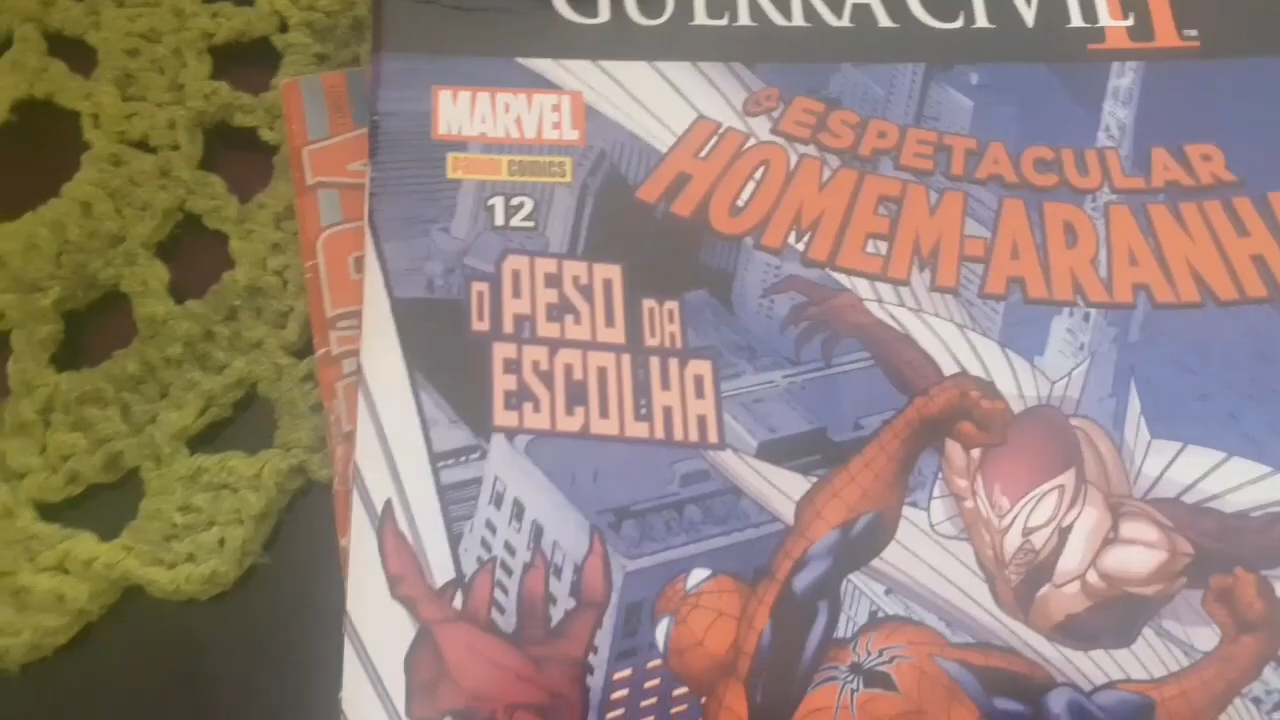 GUERRA CIVIL II
MARVEL
PANINI COMICS
12
O ESPETACULAR
HOMEM-ARANH
O PESO DA
ESCOLHA